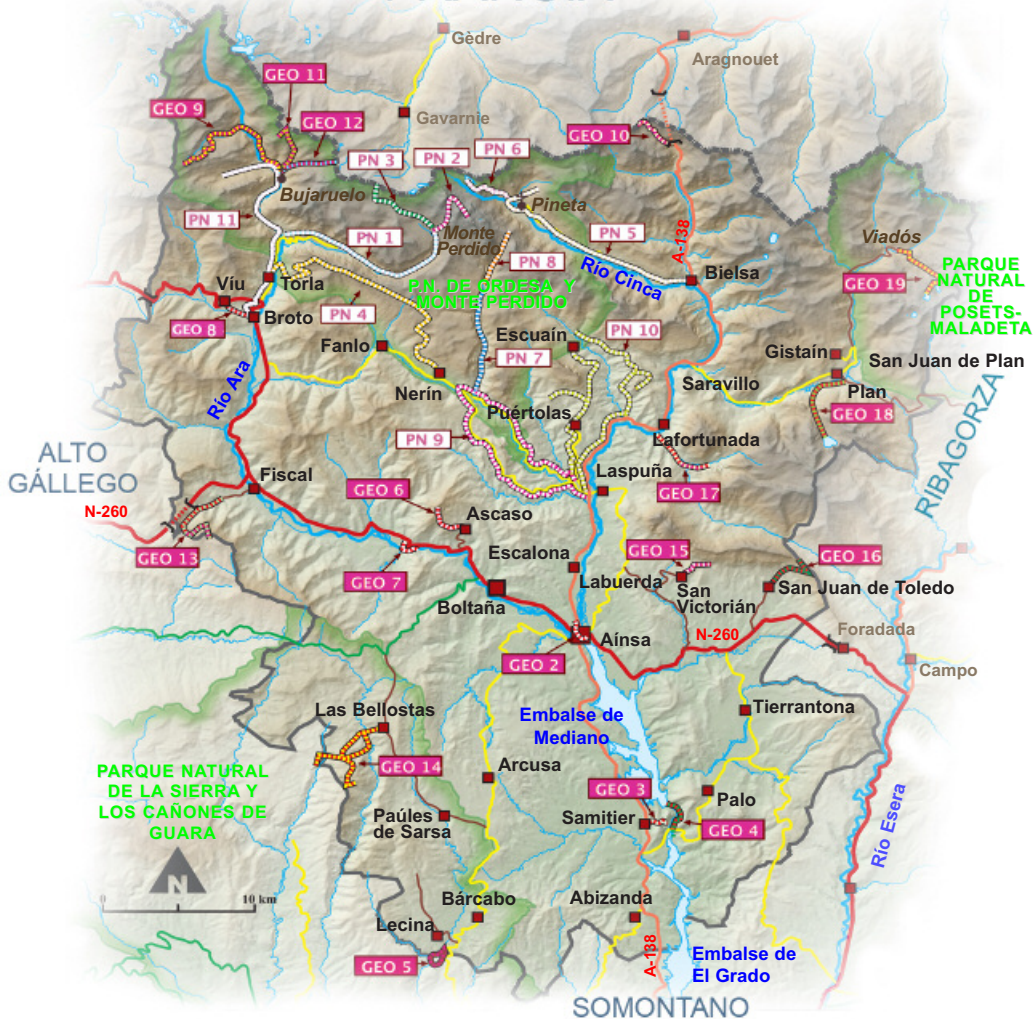 Gèdre
Aragnouet
GEO 11
GEO 9
GEO 12
Gavarnie
GEO 10
PN 3
PN 2
PN 6
Bujaruelo
Pineta
PN 11
PN 1
Monte
Perdido
PN 5
A-138
Viadós
PN 8
Río Cinca
Bielsa
PARQUE
NATURAL
DE
POSETS-
MALADETA
GEO 19
Viu
Torla
P.N. DE ORDESA Y
MONTE PERDIDO
PN 4
GEO 8
Broto
Escuaín
PN 10
Fanlo
PN 7
Gistaín
San Juan de Plan
Río Ara
Nerín
Saravillo
Plan
Puértolas
GEO 18
PN 9
Lafortunada
RIBAGORZA
ALTO
GÁLLEGO
Fiscal
Laspuña
GEO 6
GEO 17
N-260
Ascaso
GEO 13
Escalona
GEO 15
GEO 16
GEO 7
Labuerda
San
Victorián
San Juan de Toledo
Boltaña
Aínsa
N-260
Foradada
GEO 2
Campo
Las Bellostas
Embalse de
Mediano
Tierrantona
GEO 14
Arcusa
PARQUE NATURAL
DE LA SIERRA Y
LOS CAÑONES DE
GUARA
GEO 3
Palo
Paúles
de Sarsa
Samitier
GEO 4
Río Esera
N
0
10 km
Bárcabo
Abizanda
Lecina
A-138
GEO 5
Embalse de
El Grado
SOMONTANO